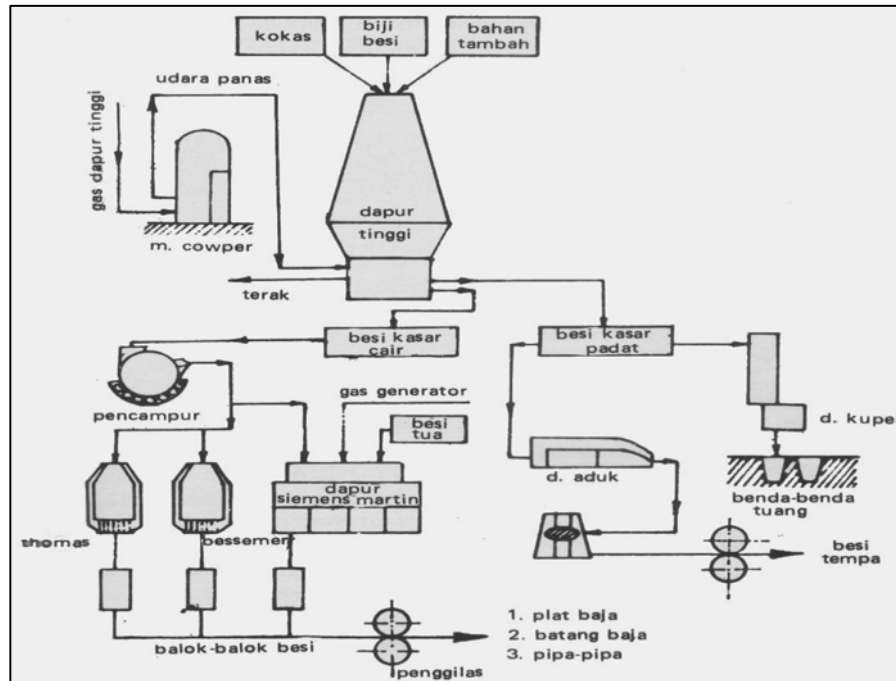 kokas
biji
besi
bahan
tambah
udara panas
gas dapur tinggi
m. cowper
dapur
tinggi
terak
besi kasar
cair
besi kasar
padat
pencampur
gas generator
besi
tua
d. kupe
dapur
siemens martin
d. aduk
benda-benda
tuang
thomas
bessemer
besi
tempa
balok-balok besi
penggilas
1. plat baja
2. batang baja
3. pipa-pipa